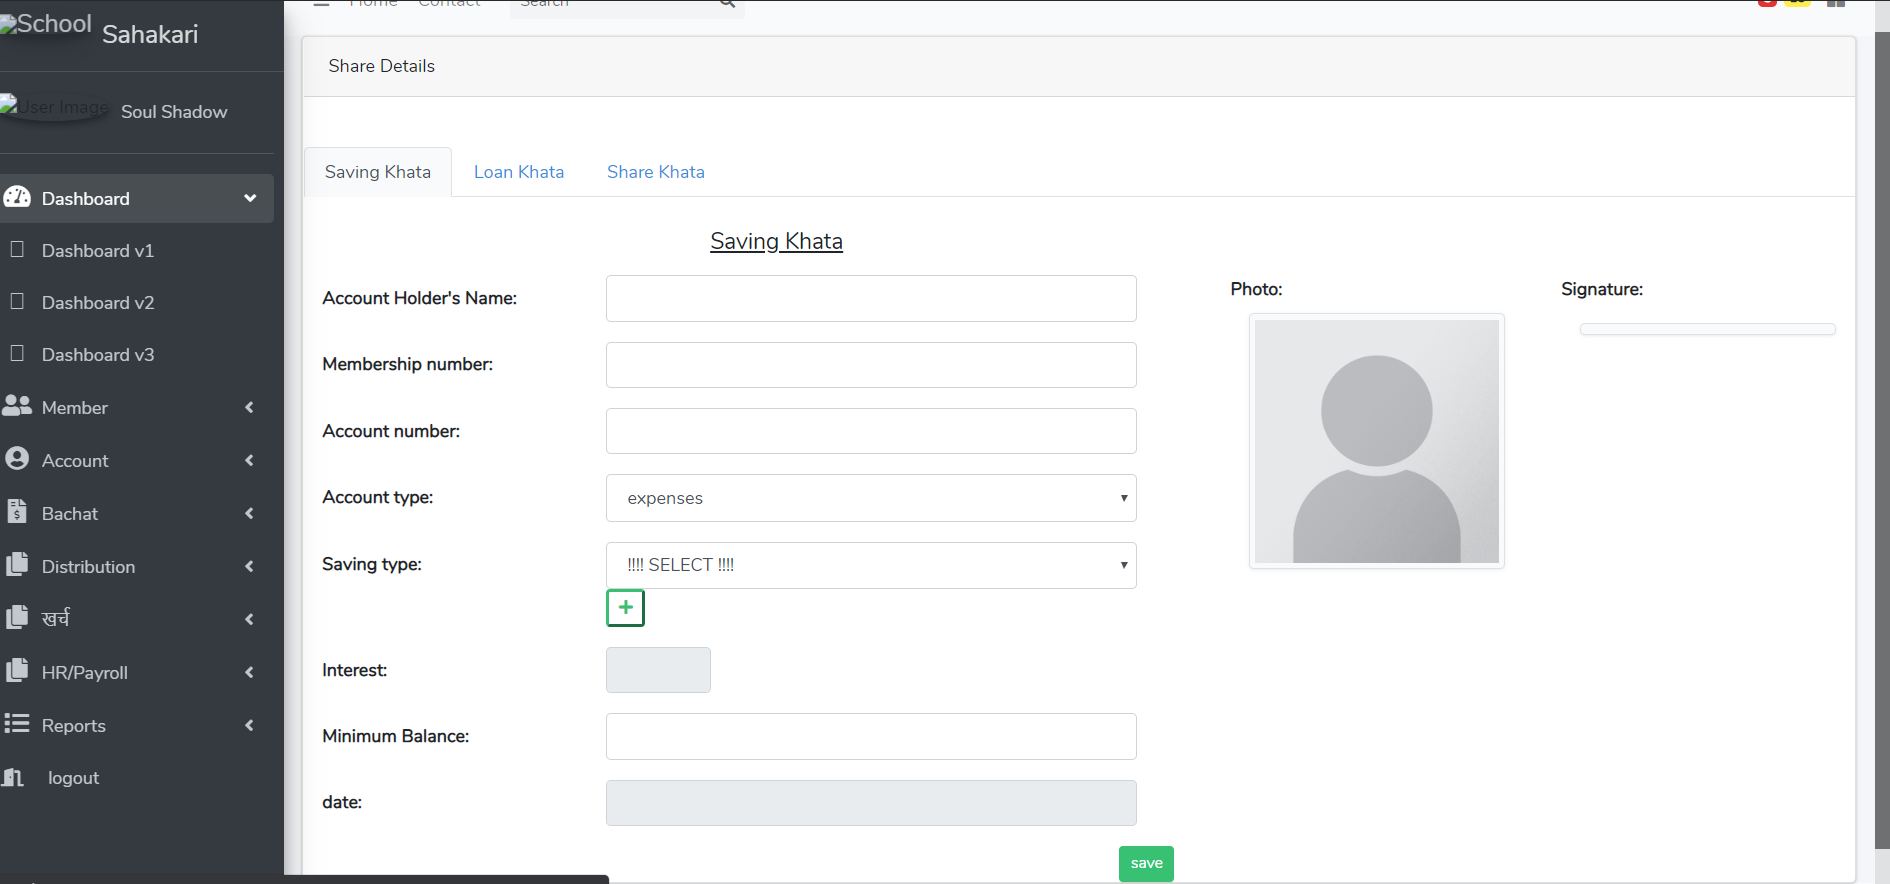 Home Contact Search
School Sahakari
User Image Soul Shadow
Dashboard
Dashboard v1
Dashboard v2
Dashboard v3
Member
Account
Bachat
Distribution
खर्च
HR/Payroll
Reports
logout
Share Details
Saving Khata Loan Khata Share Khata
Saving Khata
Account Holder's Name:
Membership number:
Account number:
Account type: expenses
Saving type: !!!! SELECT !!!!
Interest:
Minimum Balance:
date:
save
Photo:
Signature: